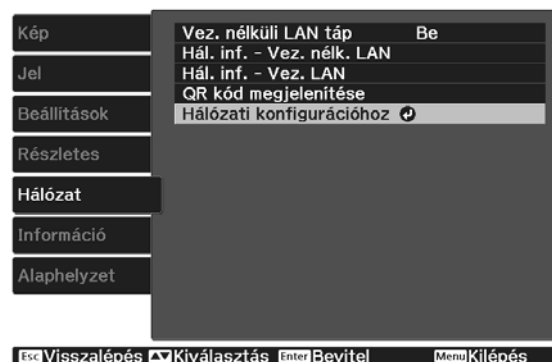 Kép
Jel
Beállítások
Részletes
Hálózat
Információ
Alaphelyzet
Vez. nélküli LAN táp Be
Hál. inf. - Vez. nélk. LAN
Hál. inf. - Vez. LAN
QR kód megjelenítése
Hálózati konfigurációhoz
Esc Visszalépés Kiválasztás Enter Bevitel Menu Kilépés